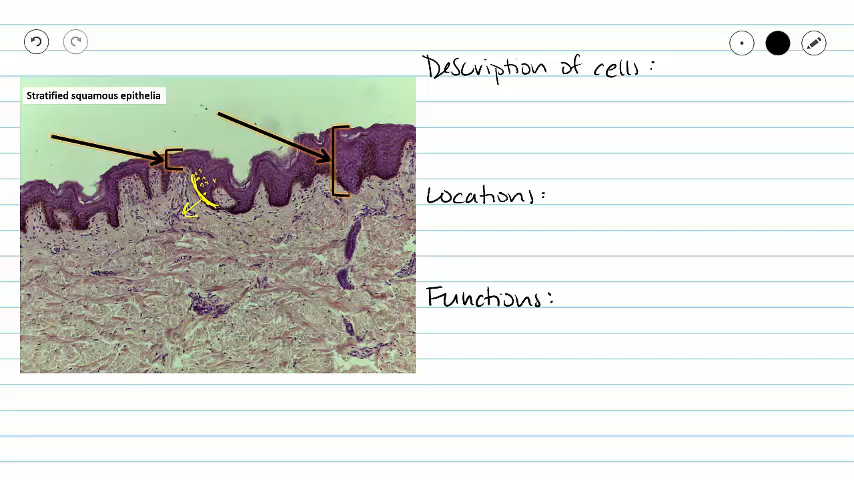 Description of cells:
Stratified squamous epithelia
Locations:
Functions: